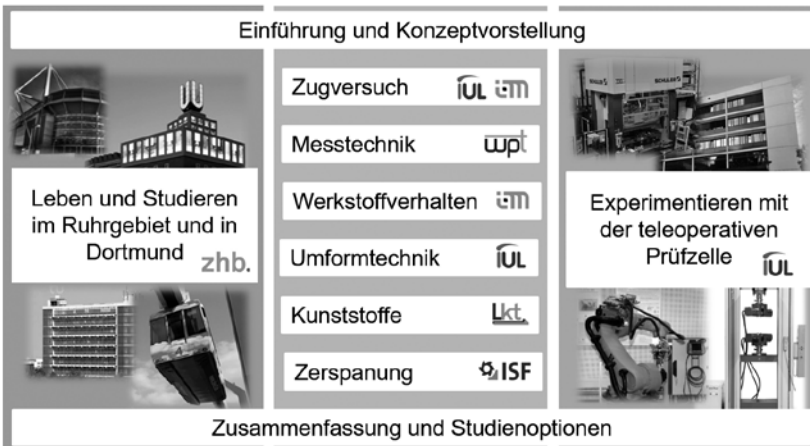 Einführung und Konzeptvorstellung
Leben und Studieren
im Ruhrgebiet und in
Dortmund
zhb.
Zugversuch IUL
Messtechnik wpt
Werkstoffverhalten
Umformtechnik IUL
Kunststoffe Lkt.
Zerspanung ISF
SCHULER
Experimentieren mit
der teleoperativen
Prüfzelle
IUL
Zusammenfassung und Studienoptionen